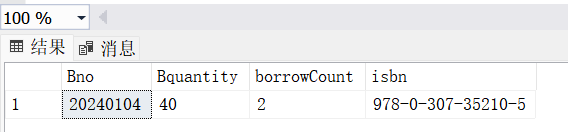 100 %
结果 消息
Bno Bquantity borrowCount isbn
1 20240104 40 2 978-0-307-35210-5